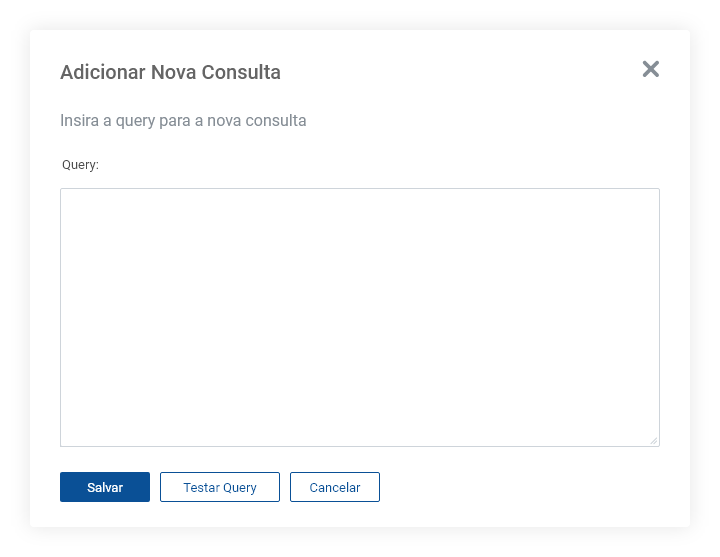 Adicionar Nova Consulta
Insira a query para a nova consulta
Query:
Salvar Testar Query Cancelar